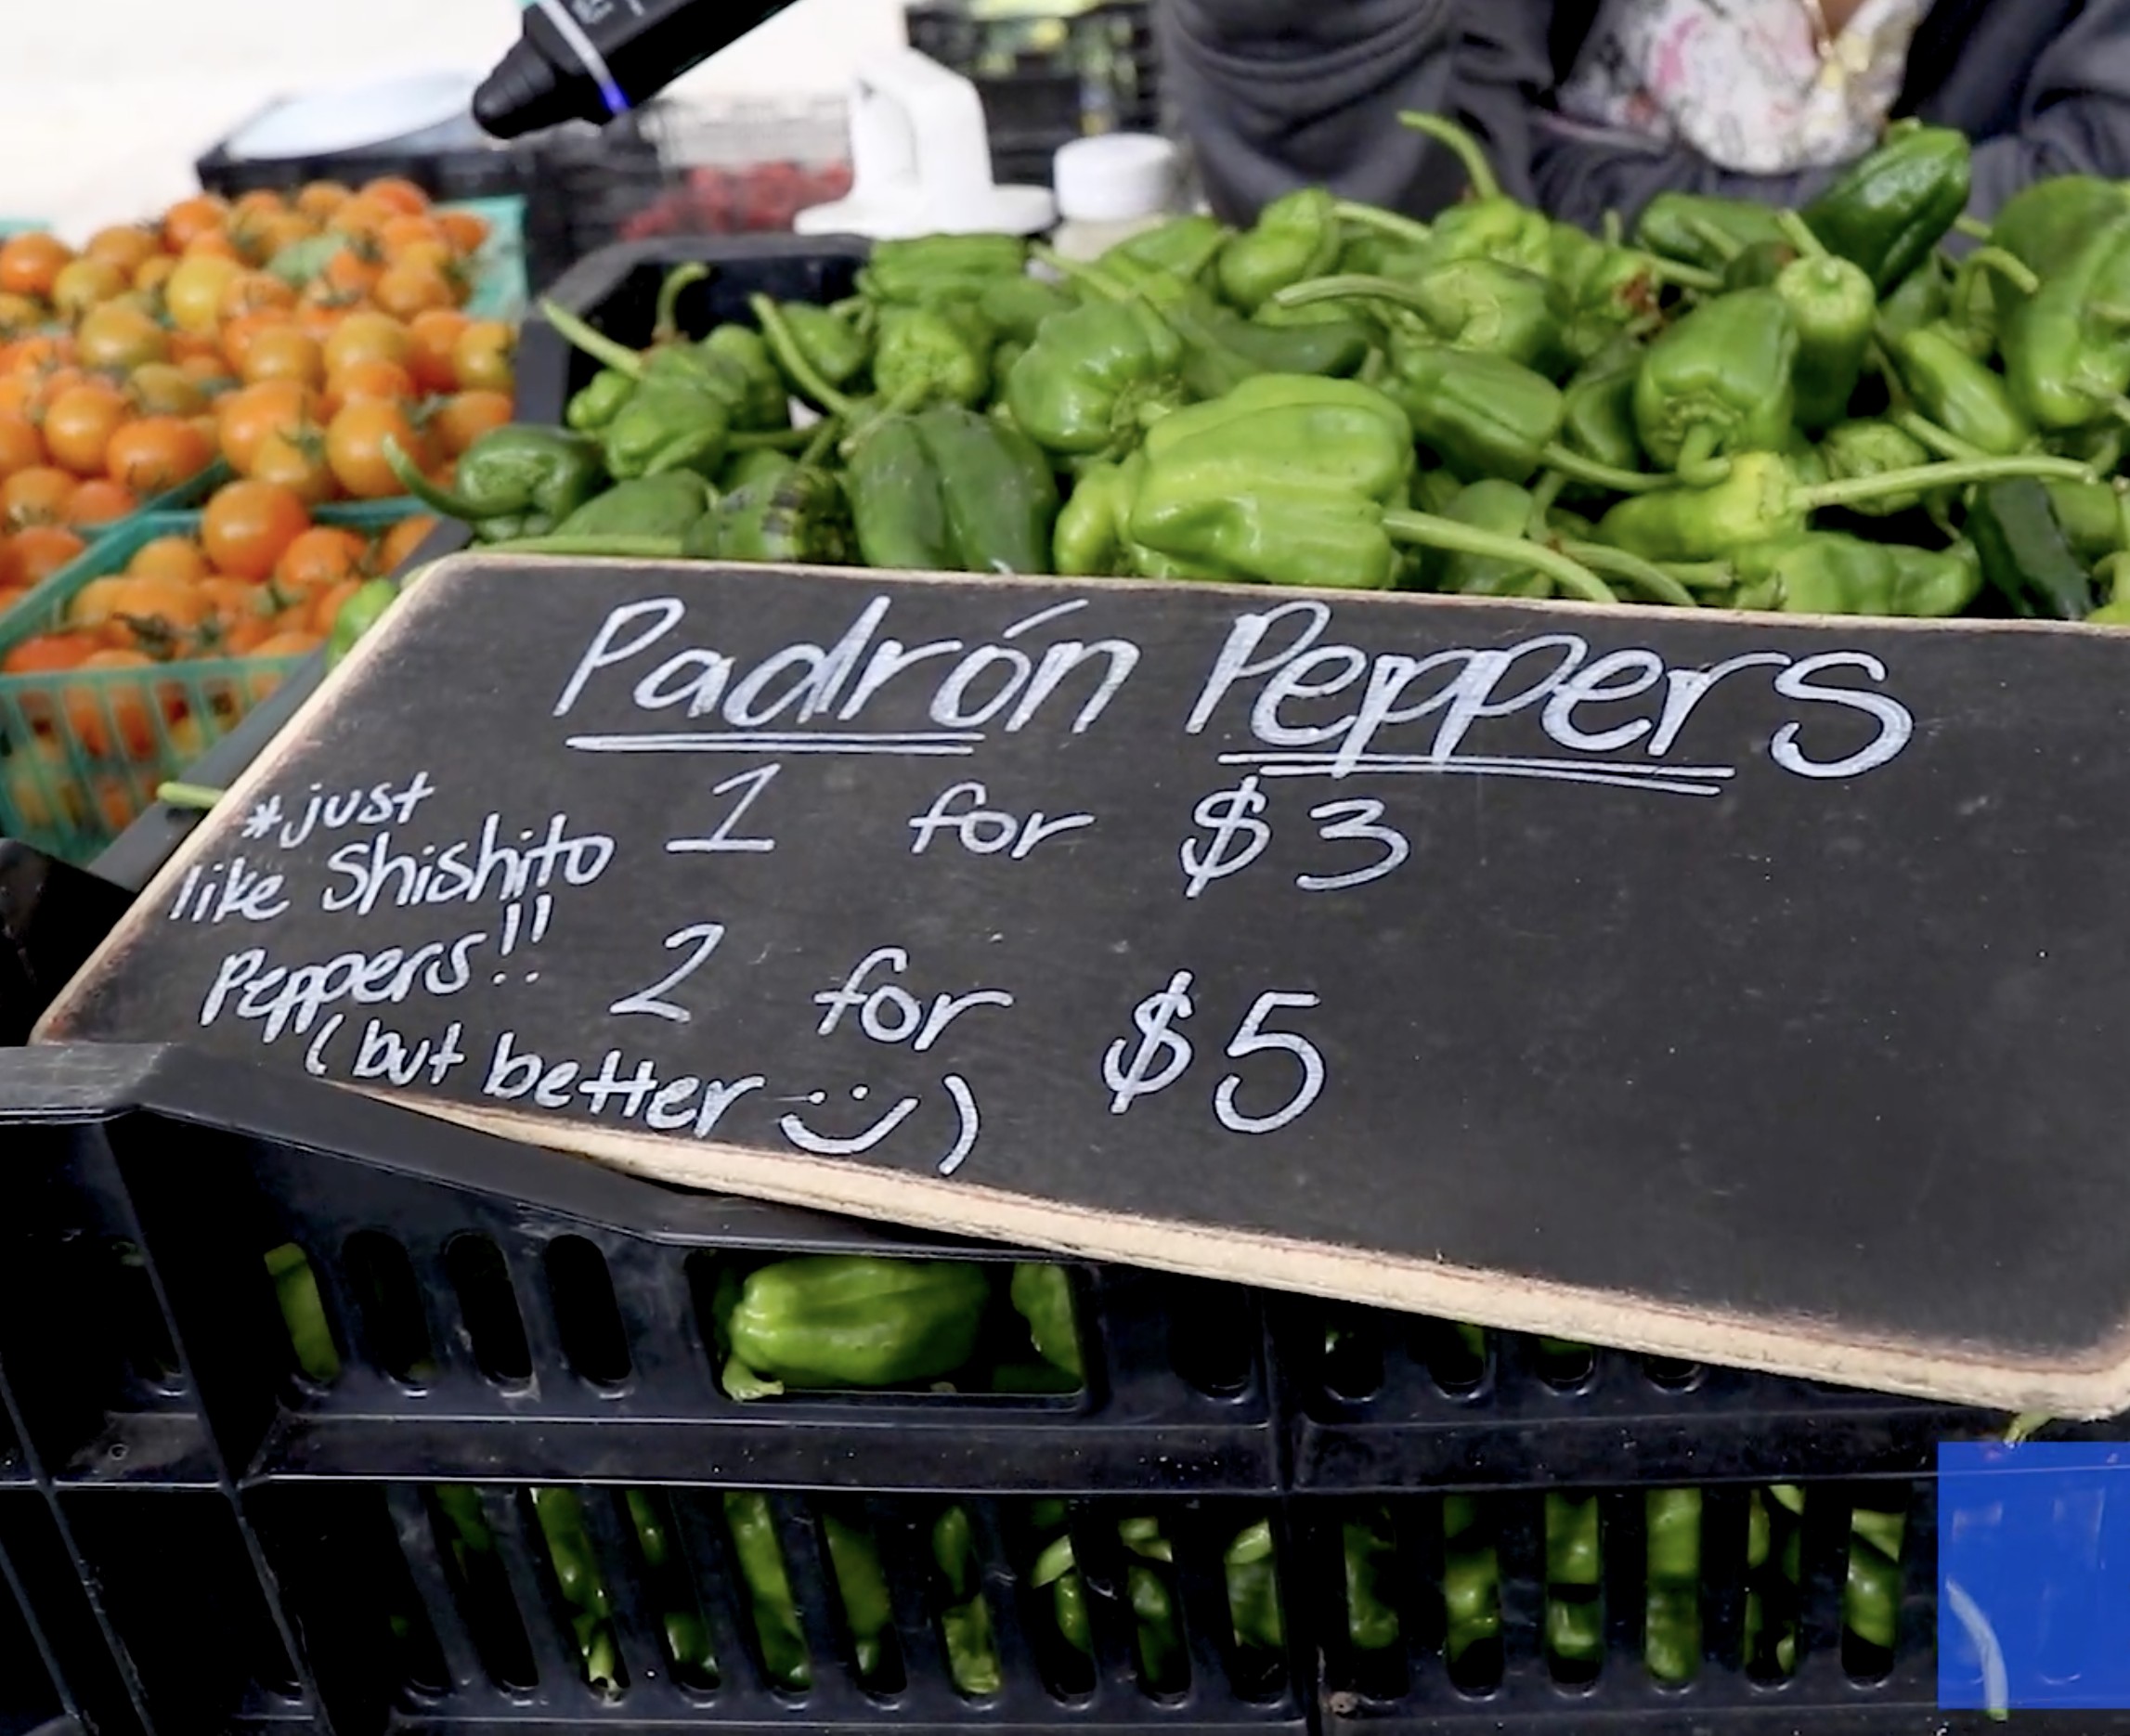 Padrón Peppers
1 for $3
2 for $5
*just
like Shishito
Peppers!!
(but better :))